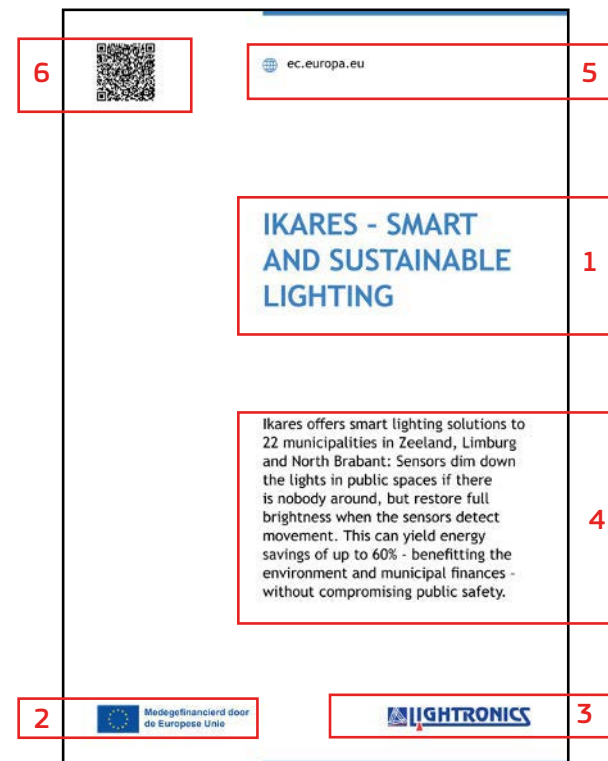 6
ec.europa.eu
5
IKARES - SMART
AND SUSTAINABLE
LIGHTING
1
Ikares offers smart lighting solutions to
22 municipalities in Zeeland, Limburg
and North Brabant: Sensors dim down
the lights in public spaces if there
is nobody around, but restore full
brightness when the sensors detect
movement. This can yield energy
savings of up to 60% - benefitting the
environment and municipal finances -
without compromising public safety.
4
2
Medegefinancierd door
de Europese Unie
LIGHTRONICS
3